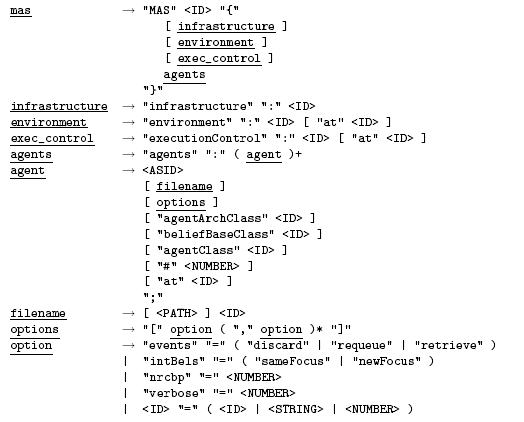 mas → "MAS" <ID> "{"
[ infrastructure ]
[ environment ]
[ exec_control ]
agents
"}"
infrastructure → "infrastructure" ":" <ID>
environment → "environment" ":" <ID> [ "at" <ID> ]
exec_control → "executionControl" ":" <ID> [ "at" <ID> ]
agents → "agents" ":" ( agent )+
agent → <ASID>
[ filename ]
[ options ]
[ "agentArchClass" <ID> ]
[ "beliefBaseClass" <ID> ]
[ "agentClass" <ID> ]
[ "#" <NUMBER> ]
[ "at" <ID> ]
";"
filename → [ <PATH> ] <ID>
options → "[" option ( "," option )* "]"
option → "events" "=" ( "discard" | "requeue" | "retrieve" )
| "intBels" "=" ( "sameFocus" | "newFocus" )
| "nrcbp" "=" <NUMBER>
| "verbose" "=" <NUMBER>
| <ID> "=" ( <ID> | <STRING> | <NUMBER> )